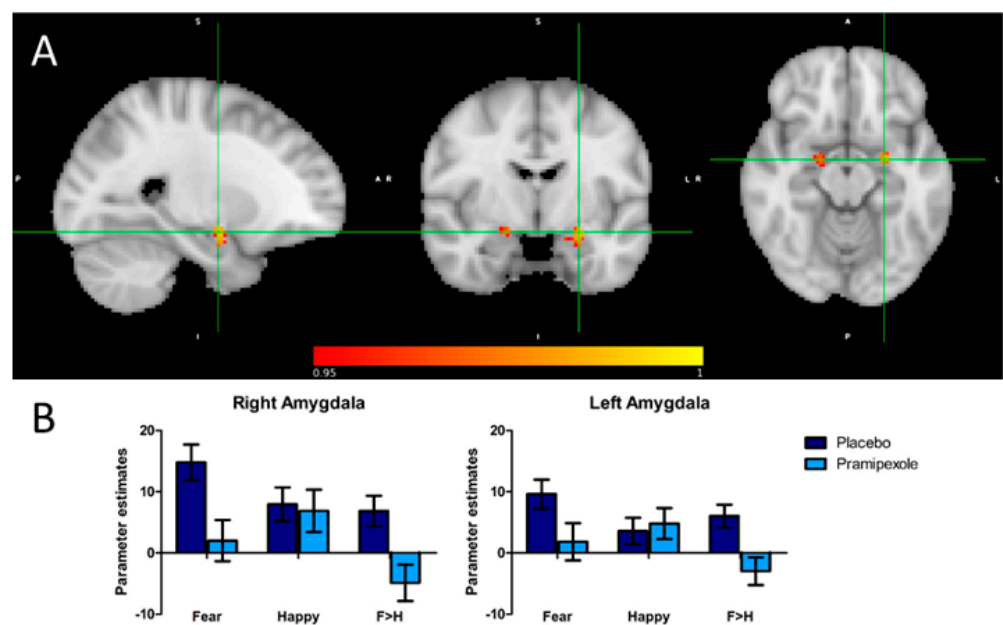 A
S
S
A
P
A R
L R
L
I
I
P
0.95
1
B
Right Amygdala
Left Amygdala
Parameter estimates
20
10
0
-10
Fear
Happy
F>H
Parameter estimates
20
10
0
-10
Fear
Happy
F>H
Placebo
Pramipexole